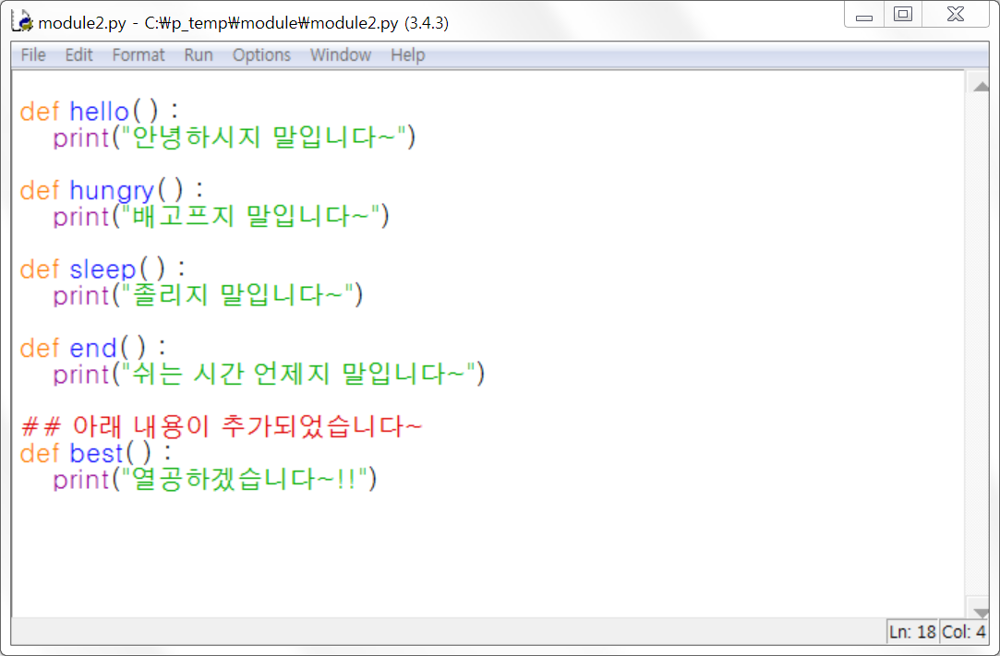 module2.py - C:₩p_temp₩module₩module2.py (3.4.3)
File Edit Format Run Options Window Help
def hello( ) :
    print("안녕하시지 말입니다~")
def hungry( ) :
    print("배고프지 말입니다~")
def sleep( ) :
    print("졸리지 말입니다~")
def end( ) :
    print("쉬는 시간 언제지 말입니다~")
## 아래 내용이 추가되었습니다~
def best( ) :
    print("열공하겠습니다~!!")
Ln: 18 Col: 4